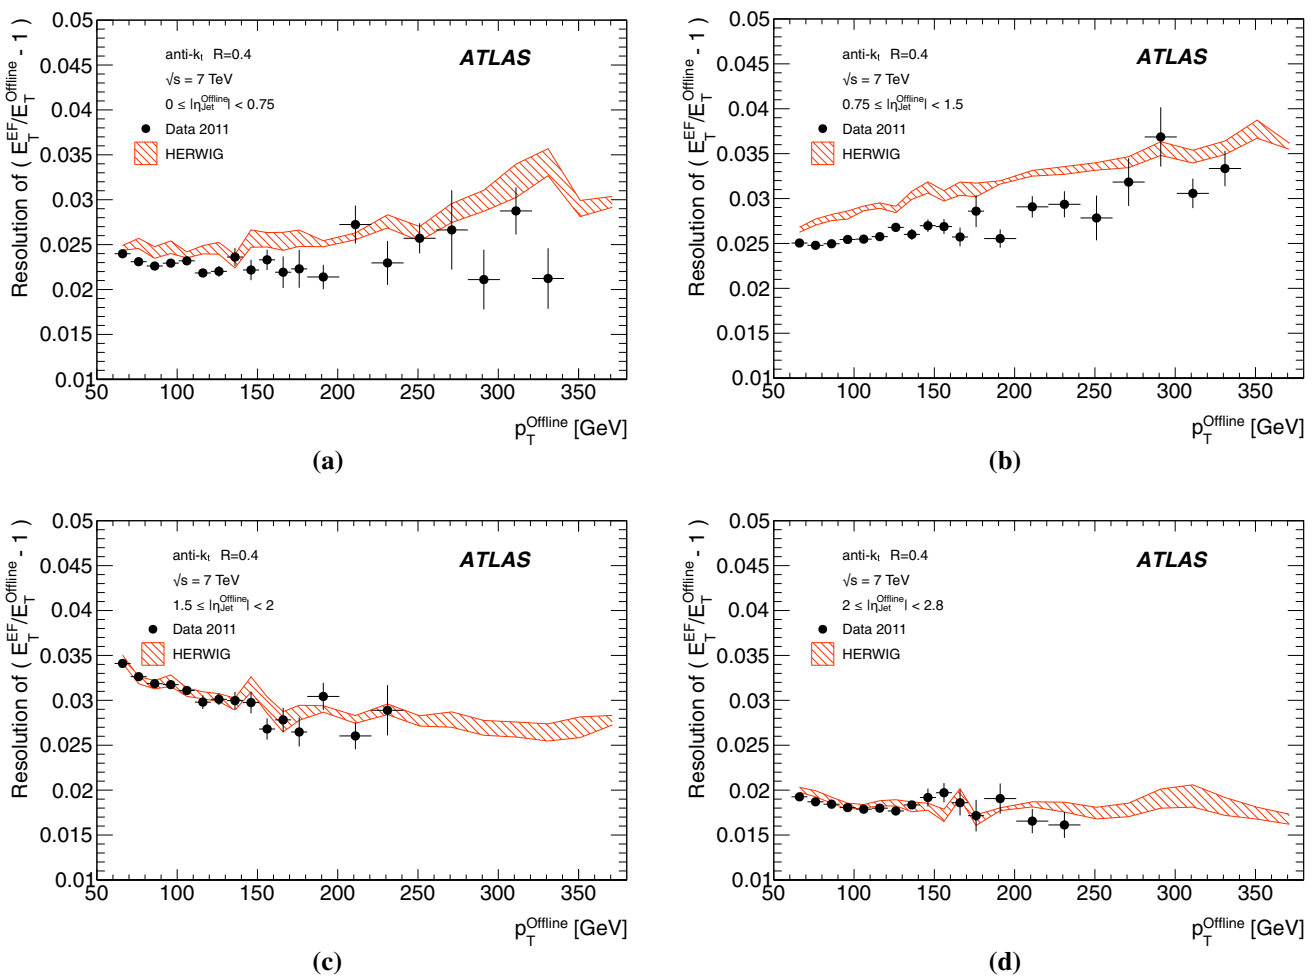 Resolution of ( E_T^EF/E_T^Offline - 1 )
0.05
0.045
0.04
0.035
0.03
0.025
0.02
0.015
0.01
anti-k_t R=0.4
√s = 7 TeV
0 ≤ |η_Jet^Offline| < 0.75
Data 2011
HERWIG
ATLAS
50 100 150 200 250 300 350
p_T^Offline [GeV]
(a)
Resolution of ( E_T^EF/E_T^Offline - 1 )
0.05
0.045
0.04
0.035
0.03
0.025
0.02
0.015
0.01
anti-k_t R=0.4
√s = 7 TeV
0.75 ≤ |η_Jet^Offline| < 1.5
Data 2011
HERWIG
ATLAS
50 100 150 200 250 300 350
p_T^Offline [GeV]
(b)
Resolution of ( E_T^EF/E_T^Offline - 1 )
0.05
0.045
0.04
0.035
0.03
0.025
0.02
0.015
0.01
anti-k_t R=0.4
√s = 7 TeV
1.5 ≤ |η_Jet^Offline| < 2
Data 2011
HERWIG
ATLAS
50 100 150 200 250 300 350
p_T^Offline [GeV]
(c)
Resolution of ( E_T^EF/E_T^Offline - 1 )
0.05
0.045
0.04
0.035
0.03
0.025
0.02
0.015
0.01
anti-k_t R=0.4
√s = 7 TeV
2 ≤ |η_Jet^Offline| < 2.8
Data 2011
HERWIG
ATLAS
50 100 150 200 250 300 350
p_T^Offline [GeV]
(d)